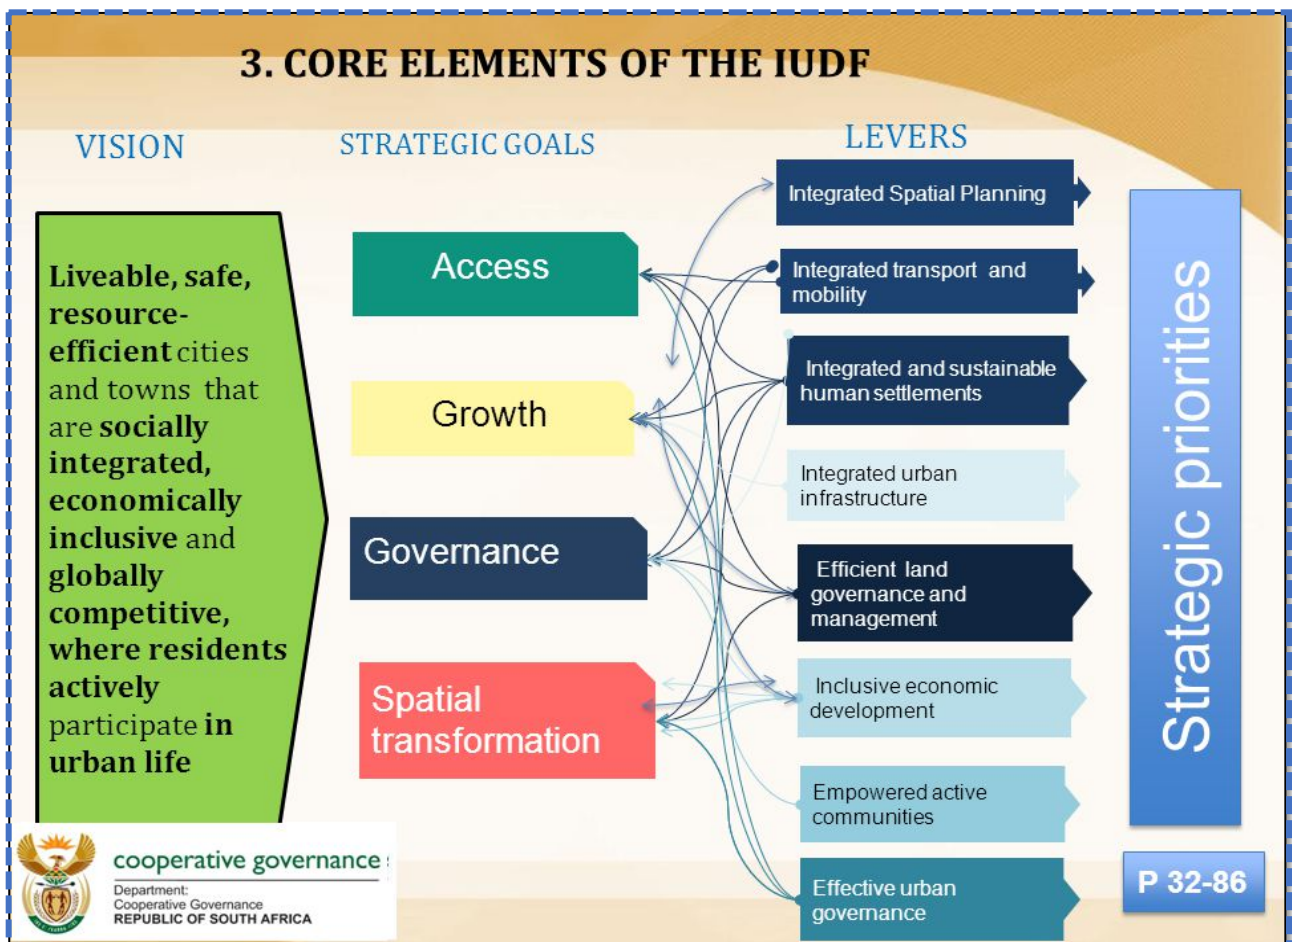 3. CORE ELEMENTS OF THE IUDF
VISION
STRATEGIC GOALS
LEVERS
Liveable, safe,
resource-
efficient cities
and towns that
are socially
integrated,
economically
inclusive and
globally
competitive,
where residents
actively
participate in
urban life
Access
Growth
Governance
Spatial
transformation
Integrated Spatial Planning
Integrated transport and
mobility
Integrated and sustainable
human settlements
Integrated urban
infrastructure
Efficient land
governance and
management
Inclusive economic
development
Empowered active
communities
Effective urban
governance
Strategic priorities
P 32-86
cooperative governance
Department:
Cooperative Governance
REPUBLIC OF SOUTH AFRICA